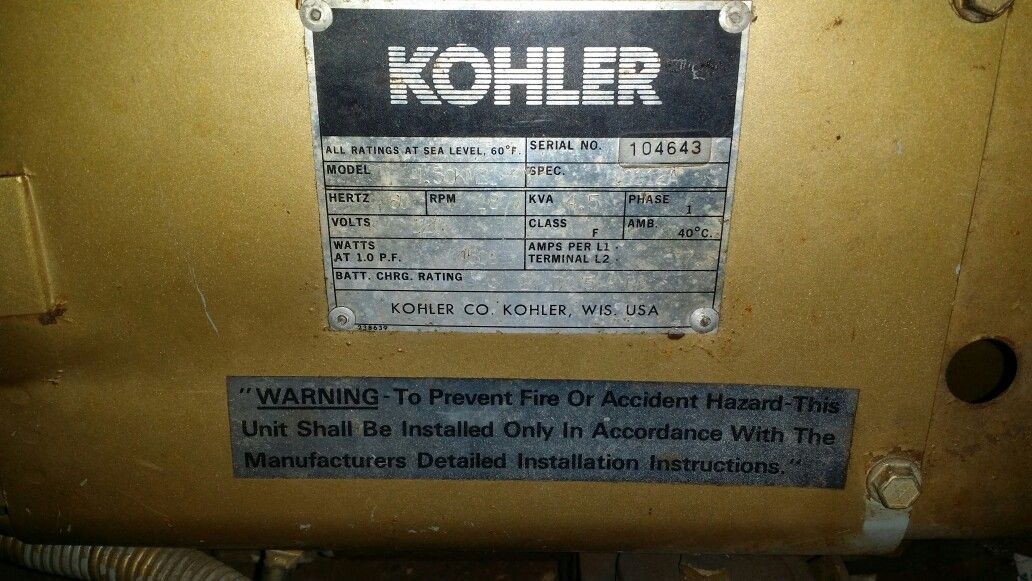 KOHLER
ALL RATINGS AT SEA LEVEL, 60°F. SERIAL NO. 104643
MODEL SPEC.
HERTZ RPM KVA 4.5 PHASE 1
VOLTS CLASS F AMB. 40°C.
WATTS AT 1.0 P.F. AMPS PER L1
TERMINAL L2
BATT. CHRG. RATING
KOHLER CO. KOHLER, WIS. USA
"WARNING-To Prevent Fire Or Accident Hazard-This
Unit Shall Be Installed Only In Accordance With The
Manufacturers Detailed Installation Instructions."